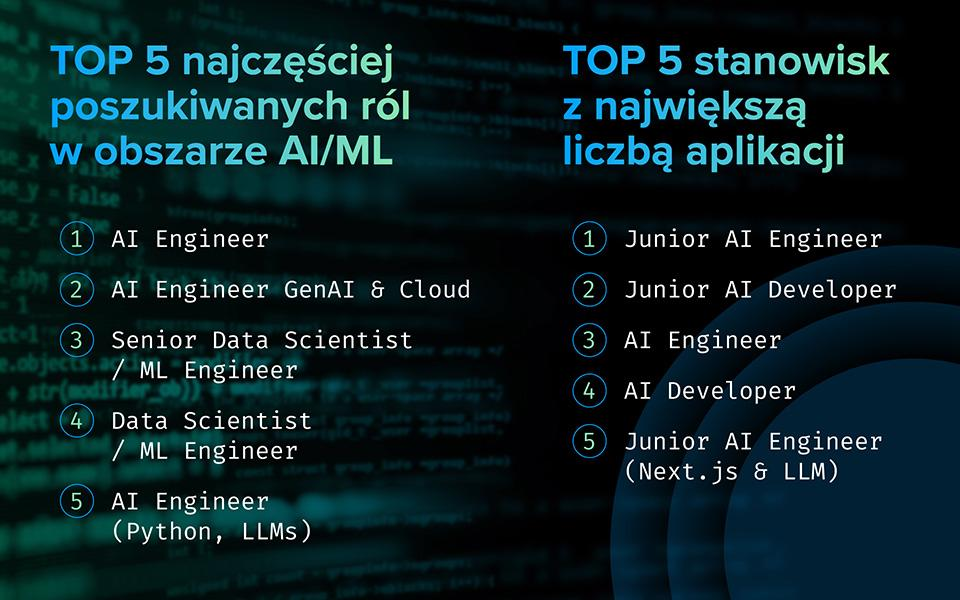 TOP 5 najczęściej
poszukiwanych ról
w obszarze AI/ML
1 AI Engineer
2 AI Engineer GenAI & Cloud
3 Senior Data Scientist
/ ML Engineer
4 Data Scientist
/ ML Engineer
5 AI Engineer
(Python, LLMs)
TOP 5 stanowisk
z największą
liczbą aplikacji
1 Junior AI Engineer
2 Junior AI Developer
3 AI Engineer
4 AI Developer
5 Junior AI Engineer
(Next.js & LLM)